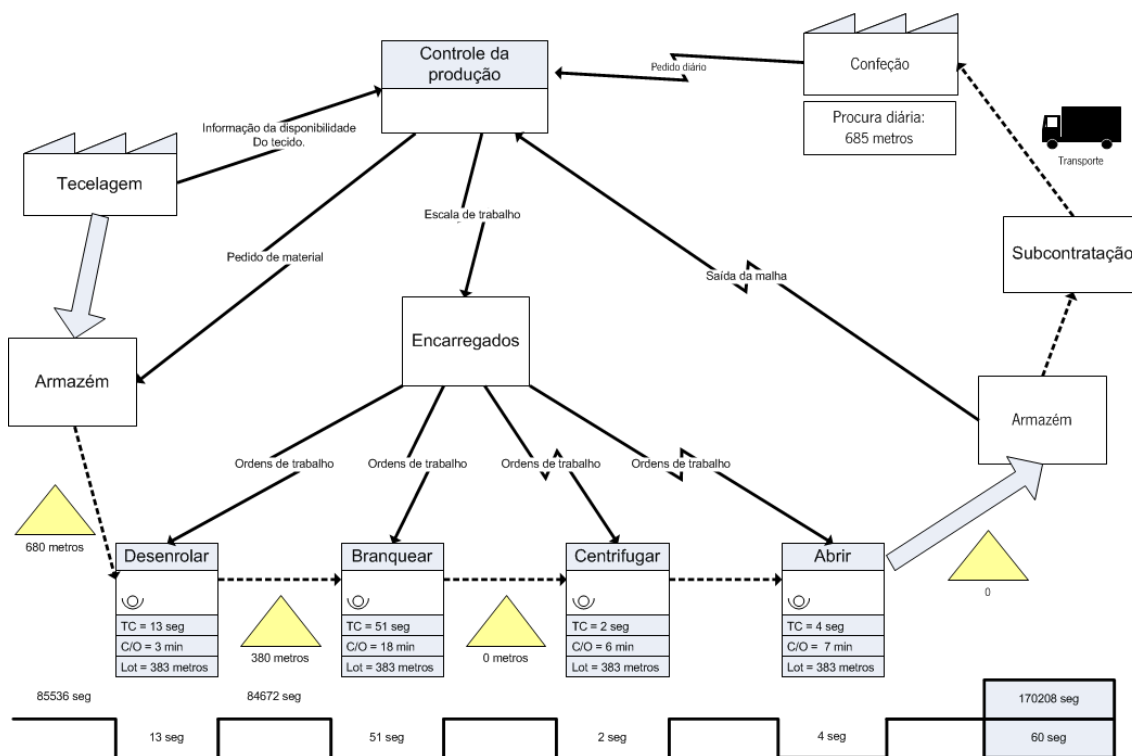 Controle da
produção
Confeção
Pedido diário
Procura diária:
685 metros
Transporte
Informação da disponibilidade
Do tecido.
Tecelagem
Escala de trabalho
Pedido de material
Saída da malha
Subcontratação
Encarregados
Armazém
Armazém
Ordens de trabalho
Ordens de trabalho
Ordens de trabalho
Ordens de trabalho
680 metros
Desenrolar
TC = 13 seg
C/O = 3 min
Lot = 383 metros
380 metros
Branquear
TC = 51 seg
C/O = 18 min
Lot = 383 metros
0 metros
Centrifugar
TC = 2 seg
C/O = 6 min
Lot = 383 metros
Abrir
TC = 4 seg
C/O = 7 min
Lot = 383 metros
0
85536 seg
84672 seg
170208 seg
13 seg
51 seg
2 seg
4 seg
60 seg